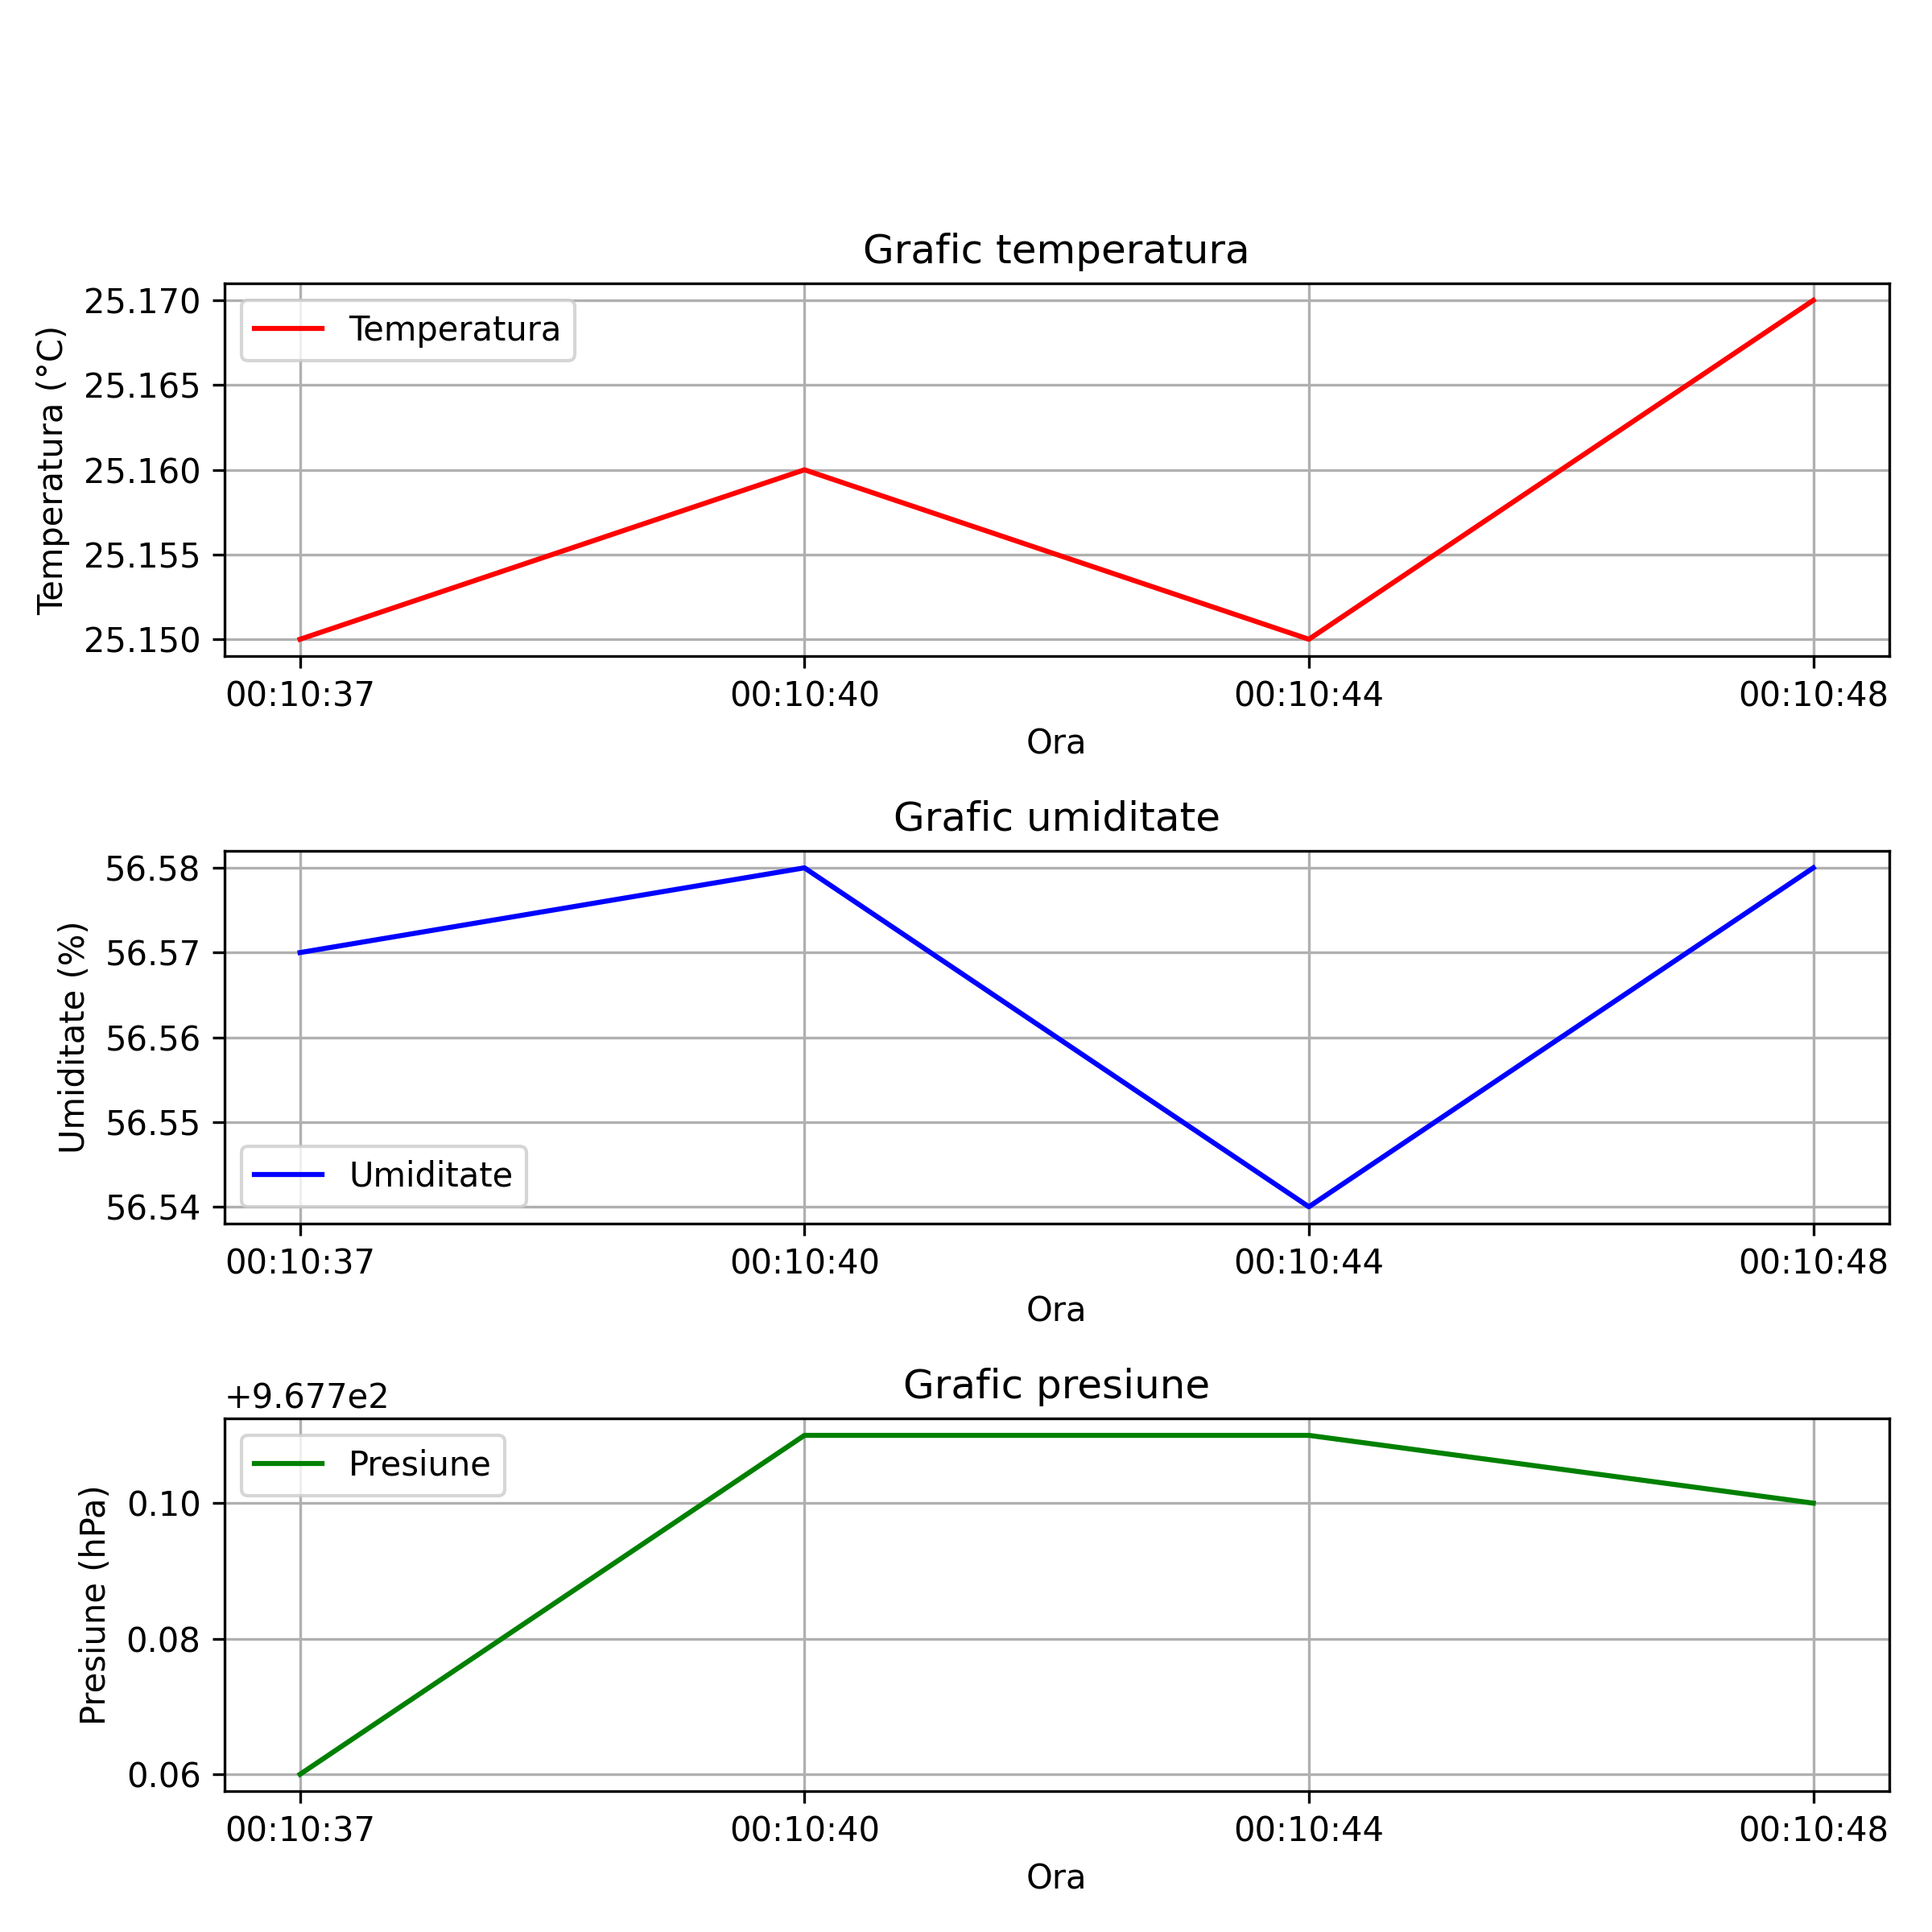 Grafic temperatura
Temperatura (°C)
25.170
25.165
25.160
25.155
25.150
Temperatura
00:10:37 00:10:40 00:10:44 00:10:48
Ora
Grafic umiditate
Umiditate (%)
56.58
56.57
56.56
56.55
56.54
Umiditate
00:10:37 00:10:40 00:10:44 00:10:48
Ora
Grafic presiune
+9.677e2
Presiune (hPa)
0.10
0.08
0.06
Presiune
00:10:37 00:10:40 00:10:44 00:10:48
Ora